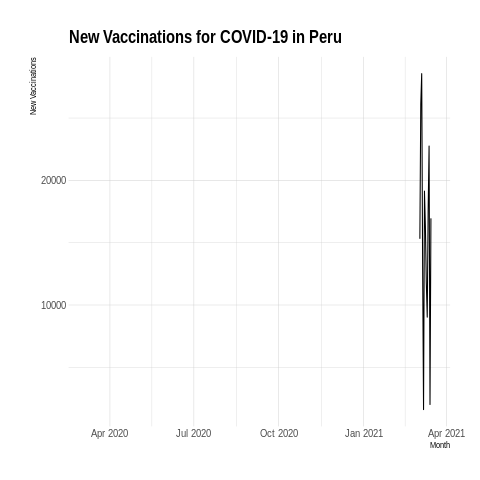 New Vaccinations for COVID-19 in Peru
New Vaccinations
20000
10000
Apr 2020 Jul 2020 Oct 2020 Jan 2021 Apr 2021
Month